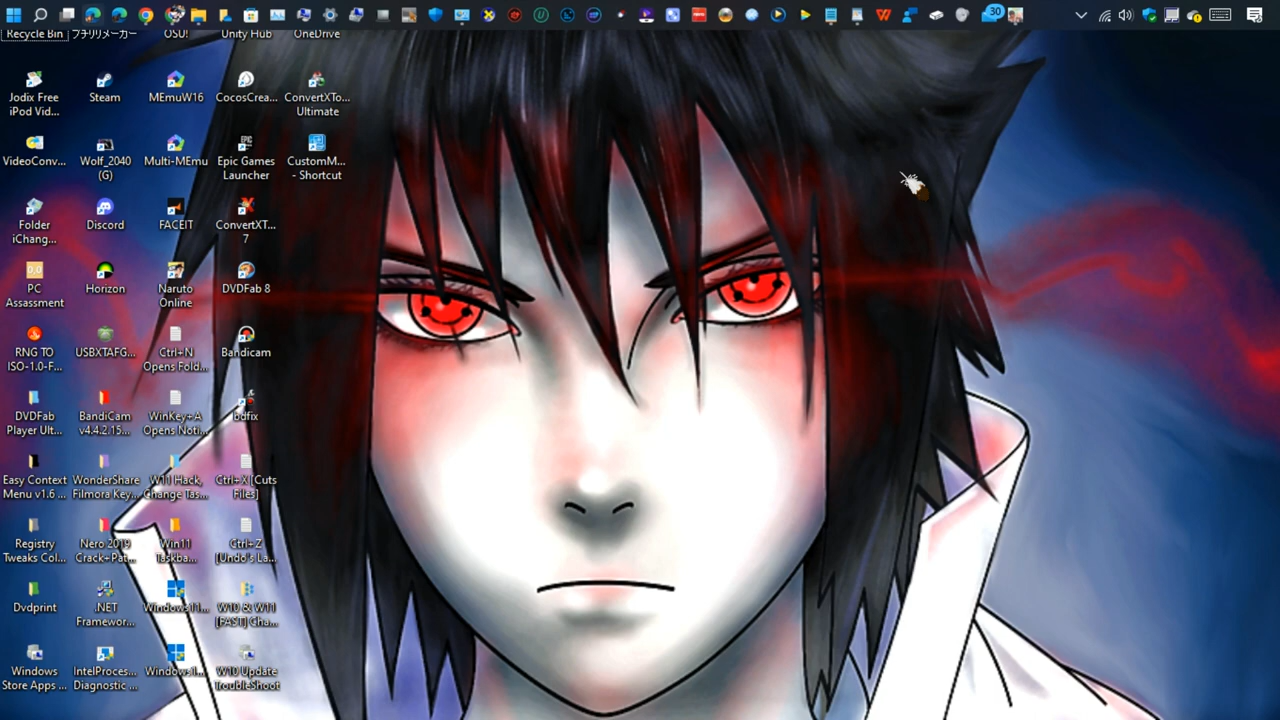 30
Recycle Bin
プチリメーカー
OSU!
Unity Hub
OneDrive
Jodix Free
iPod Vid...
Steam
MEmuW16
CocosCrea...
ConvertXTo...
Ultimate
VideoConv...
Wolf_2040
(G)
Multi-MEmu
Epic Games
Launcher
CustomM...
- Shortcut
Folder
iChang...
Discord
FACEIT
ConvertXT...
7
PC
Assassment
Horizon
Naruto
Online
DVDFab 8
RNG TO
ISO-1.0-F...
USBXTAFG...
Ctrl+N
Opens Fold...
Bandicam
DVDFab
Player Ult...
BandiCam
v4.4.2.15...
WinKey+A
Opens Noti...
bdfix
Easy Context
Menu v1.6 ...
WonderShare
Filmora Key...
W11 Hack,
Change Tas...
Ctrl+X [Cuts
Files]
Registry
Tweaks Col...
Nero 2019
Crack+Pat...
Win11
Taskba...
Ctrl+Z
[Undo's La...
Dvdprint
.NET
Framewor...
Windows11...
W10 & W11
[FAST] Cha...
Windows
Store Apps ...
IntelProces...
Diagnostic ...
W10 Update
TroubleShoot